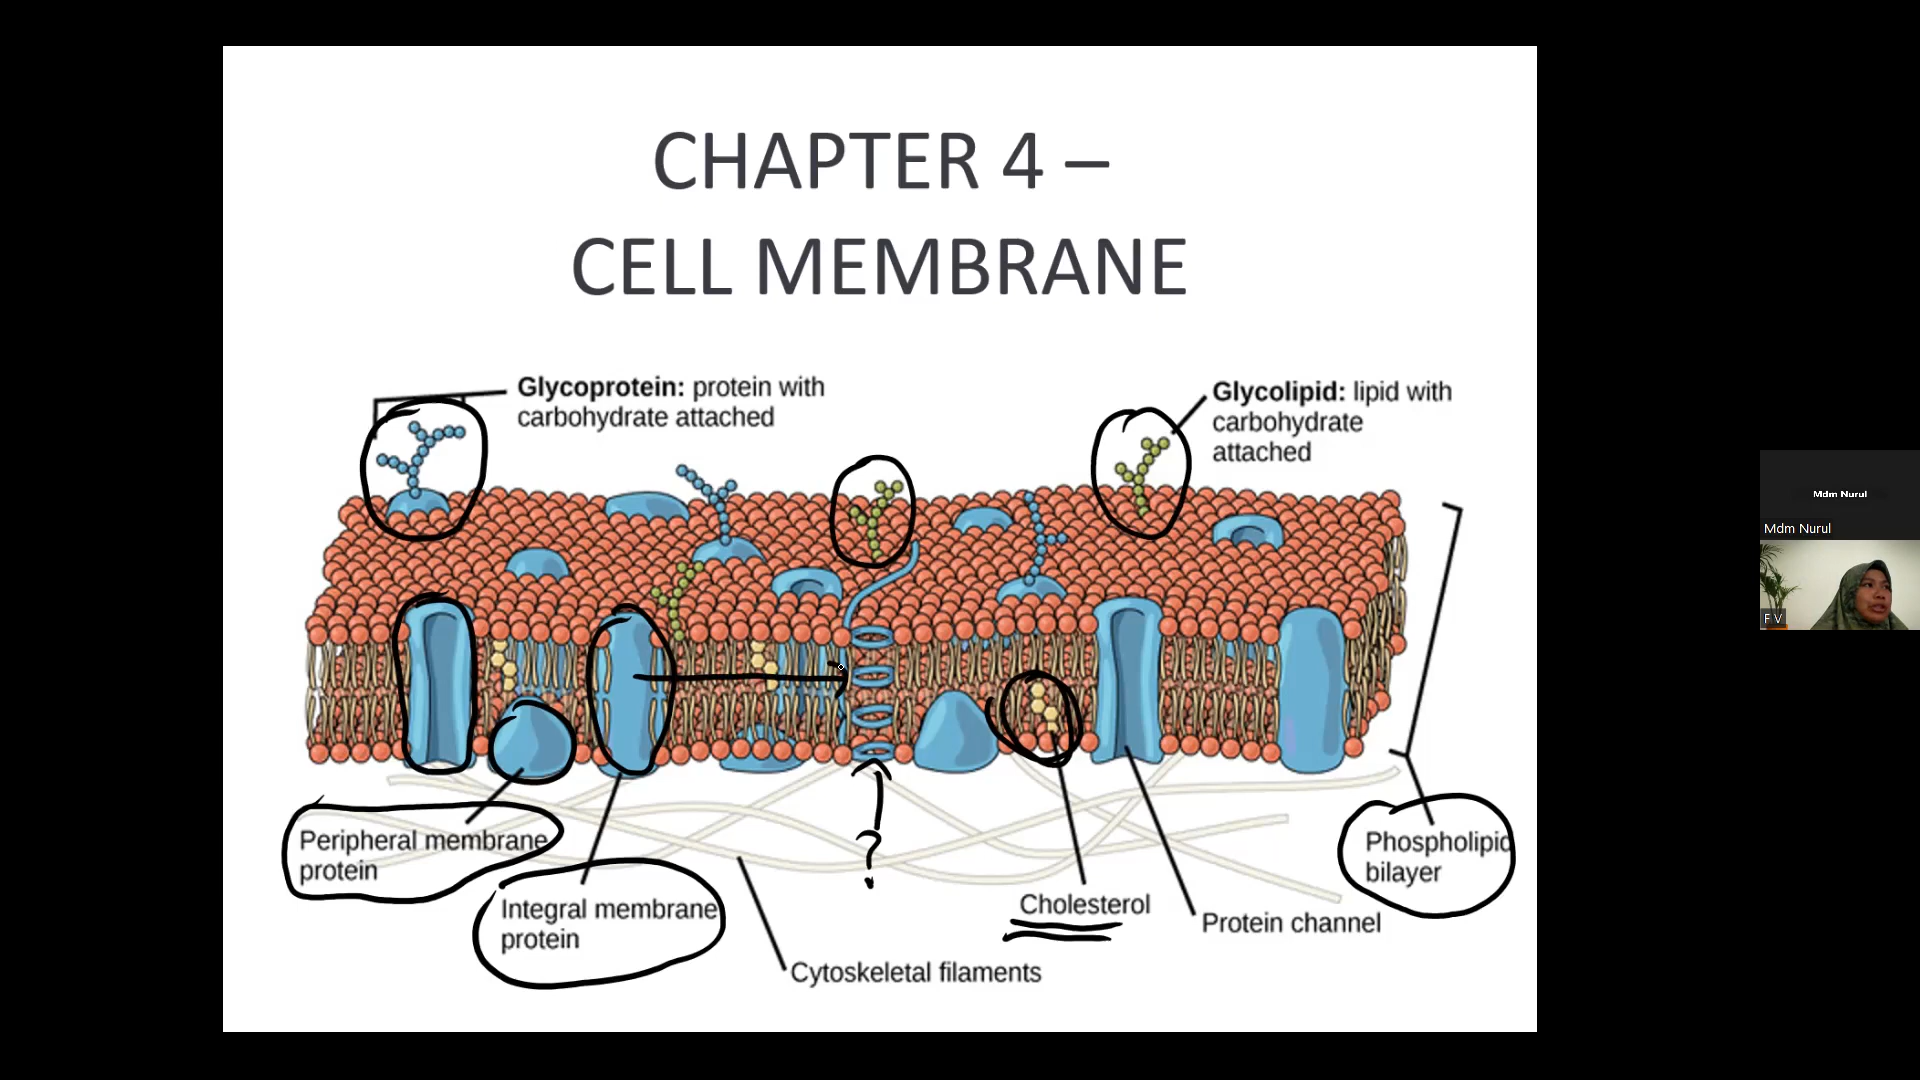 CHAPTER 4 –
CELL MEMBRANE
Glycoprotein: protein with
carbohydrate attached
Glycolipid: lipid with
carbohydrate
attached
Peripheral membrane
protein
Integral membrane
protein
?
Cytoskeletal filaments
Cholesterol
Protein channel
Phospholipid
bilayer
Mdm Nurul
Mdm Nurul
F V